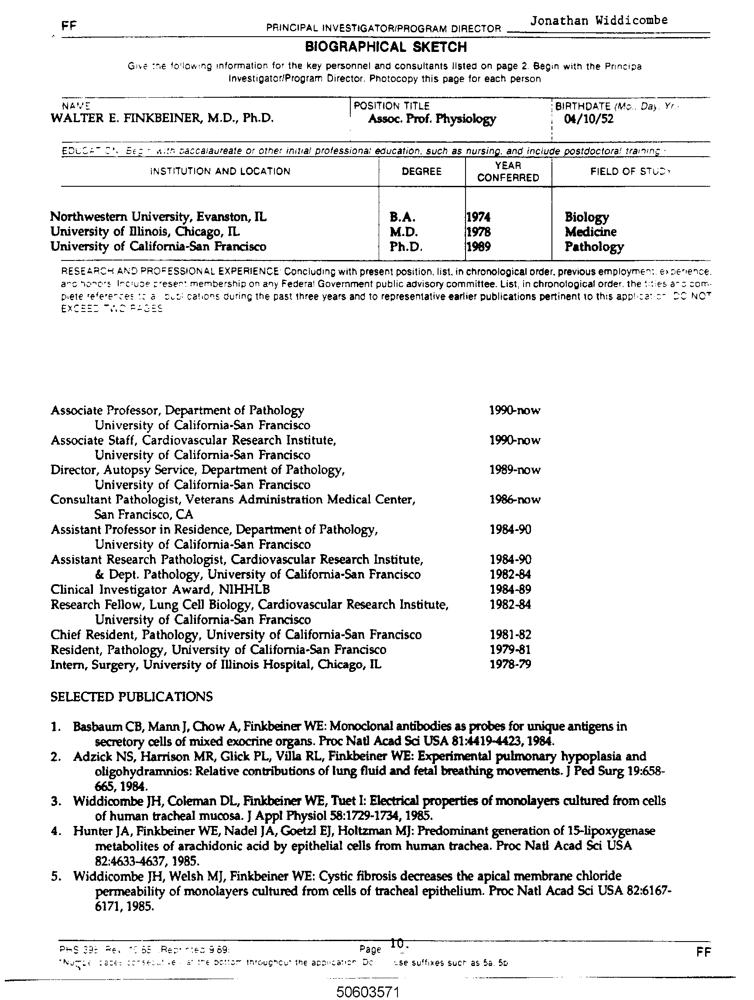 FF
PRINCIPAL INVESTIGATOR/PROGRAM DIRECTOR Jonathan Widdicombe
BIOGRAPHICAL SKETCH
Give the following information for the key personnel and consultants listed on page 2. Begin with the Principa
Investigator/Program Director. Photocopy this page for each person
NAME POSITION TITLE BIRTHDATE (Mo., Day, Yr.
WALTER E. FINKBEINER, M.D., Ph.D. Assoc. Prof. Physiology 04/10/52
EDUCATION Begin with baccalaureate or other initial professional education, such as nursing, and include postdoctoral training
INSTITUTION AND LOCATION DEGREE YEAR CONFERRED FIELD OF STUDY
Northwestern University, Evanston, IL B.A. 1974 Biology
University of Illinois, Chicago, IL M.D. 1978 Medicine
University of California-San Francisco Ph.D. 1989 Pathology
RESEARCH AND PROFESSIONAL EXPERIENCE: Concluding with present position, list, in chronological order, previous employment, experience,
and honors. Include present membership on any Federal Government public advisory committee. List, in chronological order, the titles and com-
plete references to all publications during the past three years and to representative earlier publications pertinent to this application DO NOT
EXCEED TWO PAGES
Associate Professor, Department of Pathology 1990-now
University of California-San Francisco
Associate Staff, Cardiovascular Research Institute, 1990-now
University of California-San Francisco
Director, Autopsy Service, Department of Pathology, 1989-now
University of California-San Francisco
Consultant Pathologist, Veterans Administration Medical Center, 1986-now
San Francisco, CA
Assistant Professor in Residence, Department of Pathology, 1984-90
University of California-San Francisco
Assistant Research Pathologist, Cardiovascular Research Institute, 1984-90
& Dept. Pathology, University of California-San Francisco 1982-84
Clinical Investigator Award, NIHHLB 1984-89
Research Fellow, Lung Cell Biology, Cardiovascular Research Institute, 1982-84
University of California-San Francisco
Chief Resident, Pathology, University of California-San Francisco 1981-82
Resident, Pathology, University of California-San Francisco 1979-81
Intern, Surgery, University of Illinois Hospital, Chicago, IL 1978-79
SELECTED PUBLICATIONS
1. Basbaum CB, Mann J, Chow A, Finkbeiner WE: Monoclonal antibodies as probes for unique antigens in
secretory cells of mixed exocrine organs. Proc Natl Acad Sci USA 81:4419-4423, 1984.
2. Adzick NS, Harrison MR, Glick PL, Villa RL, Finkbeiner WE: Experimental pulmonary hypoplasia and
oligohydramnios: Relative contributions of lung fluid and fetal breathing movements. J Ped Surg 19:658-
665, 1984.
3. Widdicombe JH, Coleman DL, Finkbeiner WE, Tuet I: Electrical properties of monolayers cultured from cells
of human tracheal mucosa. J Appl Physiol 58:1729-1734, 1985.
4. Hunter JA, Finkbeiner WE, Nadel JA, Goetzl EJ, Holtzman MJ: Predominant generation of 15-lipoxygenase
metabolites of arachidonic acid by epithelial cells from human trachea. Proc Natl Acad Sci USA
82:4633-4637, 1985.
5. Widdicombe JH, Welsh MJ, Finkbeiner WE: Cystic fibrosis decreases the apical membrane chloride
permeability of monolayers cultured from cells of tracheal epithelium. Proc Natl Acad Sci USA 82:6167-
6171, 1985.
PHS 398 Rev. Reprinted 9/89 Page 10. FF
*Number pages consecutively at the bottom throughout the application. Do use suffixes such as 5a, 5b
50603571